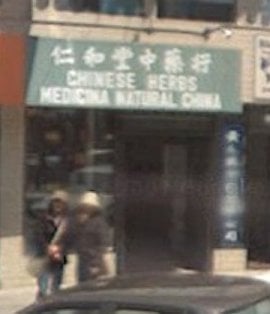 仁和堂中藥行
CHINESE HERBS
MEDICINA NATURAL CHINA